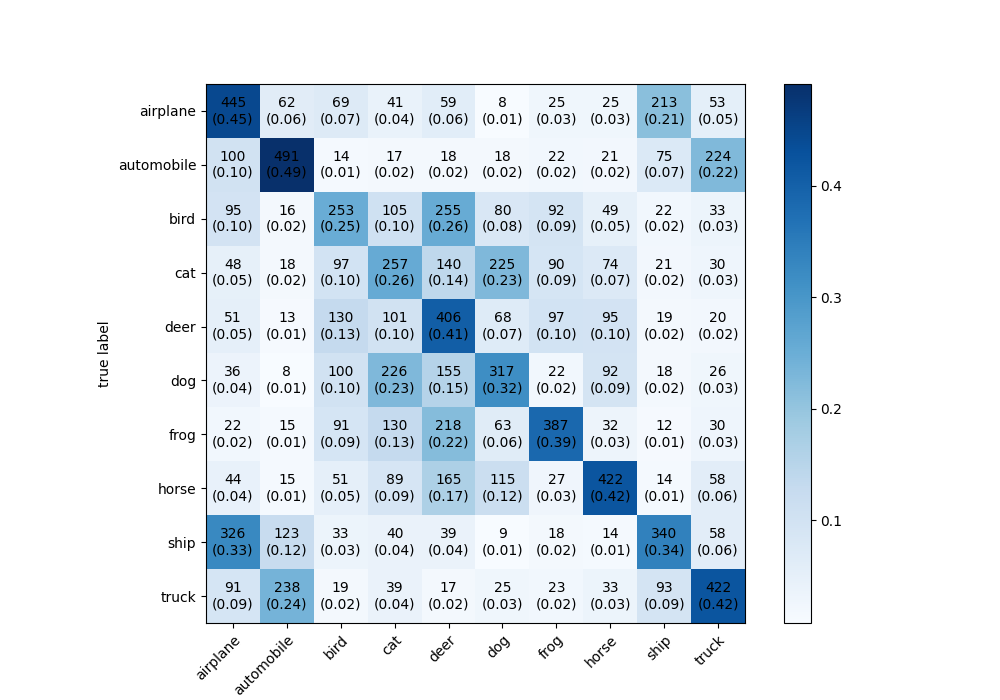 airplane 445 62 69 41 59 8 25 25 213 53
(0.45) (0.06) (0.07) (0.04) (0.06) (0.01) (0.03) (0.03) (0.21) (0.05)
automobile 100 491 14 17 18 18 22 21 75 224
(0.10) (0.49) (0.01) (0.02) (0.02) (0.02) (0.02) (0.02) (0.07) (0.22)
0.4
bird 95 16 253 105 255 80 92 49 22 33
(0.10) (0.02) (0.25) (0.10) (0.26) (0.08) (0.09) (0.05) (0.02) (0.03)
cat 48 18 97 257 140 225 90 74 21 30
(0.05) (0.02) (0.10) (0.26) (0.14) (0.23) (0.09) (0.07) (0.02) (0.03)
0.3
deer 51 13 130 101 406 68 97 95 19 20
(0.05) (0.01) (0.13) (0.10) (0.41) (0.07) (0.10) (0.10) (0.02) (0.02)
true label
dog 36 8 100 226 155 317 22 92 18 26
(0.04) (0.01) (0.10) (0.23) (0.15) (0.32) (0.02) (0.09) (0.02) (0.03)
0.2
frog 22 15 91 130 218 63 387 32 12 30
(0.02) (0.01) (0.09) (0.13) (0.22) (0.06) (0.39) (0.03) (0.01) (0.03)
horse 44 15 51 89 165 115 27 422 14 58
(0.04) (0.01) (0.05) (0.09) (0.17) (0.12) (0.03) (0.42) (0.01) (0.06)
0.1
ship 326 123 33 40 39 9 18 14 340 58
(0.33) (0.12) (0.03) (0.04) (0.04) (0.01) (0.02) (0.01) (0.34) (0.06)
truck 91 238 19 39 17 25 23 33 93 422
(0.09) (0.24) (0.02) (0.04) (0.02) (0.03) (0.02) (0.03) (0.09) (0.42)
airplane automobile bird cat deer dog frog horse ship truck